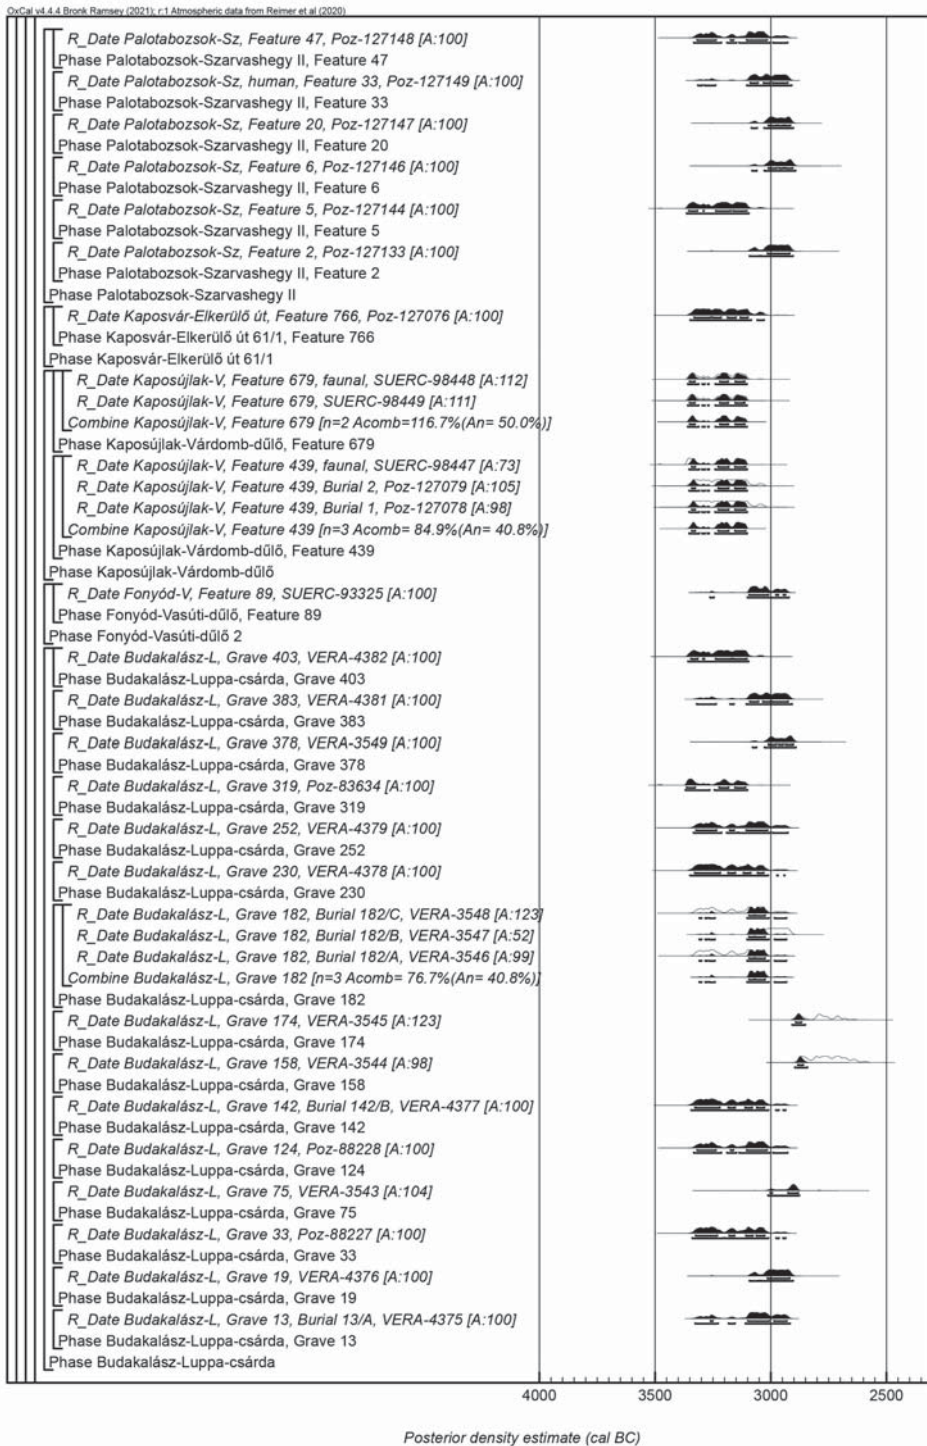 OxCal v4.4.4 Bronk Ramsey (2021); r:1 Atmospheric data from Reimer et al (2020)
R_Date Palotabozsok-Sz, Feature 47, Poz-127148 [A:100]
Phase Palotabozsok-Szarvashegy II, Feature 47
R_Date Palotabozsok-Sz, human, Feature 33, Poz-127149 [A:100]
Phase Palotabozsok-Szarvashegy II, Feature 33
R_Date Palotabozsok-Sz, Feature 20, Poz-127147 [A:100]
Phase Palotabozsok-Szarvashegy II, Feature 20
R_Date Palotabozsok-Sz, Feature 6, Poz-127146 [A:100]
Phase Palotabozsok-Szarvashegy II, Feature 6
R_Date Palotabozsok-Sz, Feature 5, Poz-127144 [A:100]
Phase Palotabozsok-Szarvashegy II, Feature 5
R_Date Palotabozsok-Sz, Feature 2, Poz-127133 [A:100]
Phase Palotabozsok-Szarvashegy II, Feature 2
Phase Palotabozsok-Szarvashegy II
R_Date Kaposvár-Elkerülő út, Feature 766, Poz-127076 [A:100]
Phase Kaposvár-Elkerülő út 61/1, Feature 766
Phase Kaposvár-Elkerülő út 61/1
R_Date Kaposújlak-V, Feature 679, faunal, SUERC-98448 [A:112]
R_Date Kaposújlak-V, Feature 679, SUERC-98449 [A:111]
Combine Kaposújlak-V, Feature 679 [n=2 Acomb=116.7%(An= 50.0%)]
Phase Kaposújlak-Várdomb-dűlő, Feature 679
R_Date Kaposújlak-V, Feature 439, faunal, SUERC-98447 [A:73]
R_Date Kaposújlak-V, Feature 439, Burial 2, Poz-127079 [A:105]
R_Date Kaposújlak-V, Feature 439, Burial 1, Poz-127078 [A:98]
Combine Kaposújlak-V, Feature 439 [n=3 Acomb= 84.9%(An= 40.8%)]
Phase Kaposújlak-Várdomb-dűlő, Feature 439
Phase Kaposújlak-Várdomb-dűlő
R_Date Fonyód-V, Feature 89, SUERC-93325 [A:100]
Phase Fonyód-Vasúti-dűlő, Feature 89
Phase Fonyód-Vasúti-dűlő 2
R_Date Budakalász-L, Grave 403, VERA-4382 [A:100]
Phase Budakalász-Luppa-csárda, Grave 403
R_Date Budakalász-L, Grave 383, VERA-4381 [A:100]
Phase Budakalász-Luppa-csárda, Grave 383
R_Date Budakalász-L, Grave 378, VERA-3549 [A:100]
Phase Budakalász-Luppa-csárda, Grave 378
R_Date Budakalász-L, Grave 319, Poz-83634 [A:100]
Phase Budakalász-Luppa-csárda, Grave 319
R_Date Budakalász-L, Grave 252, VERA-4379 [A:100]
Phase Budakalász-Luppa-csárda, Grave 252
R_Date Budakalász-L, Grave 230, VERA-4378 [A:100]
Phase Budakalász-Luppa-csárda, Grave 230
R_Date Budakalász-L, Grave 182, Burial 182/C, VERA-3548 [A:123]
R_Date Budakalász-L, Grave 182, Burial 182/B, VERA-3547 [A:52]
R_Date Budakalász-L, Grave 182, Burial 182/A, VERA-3546 [A:99]
Combine Budakalász-L, Grave 182 [n=3 Acomb= 76.7%(An= 40.8%)]
Phase Budakalász-Luppa-csárda, Grave 182
R_Date Budakalász-L, Grave 174, VERA-3545 [A:123]
Phase Budakalász-Luppa-csárda, Grave 174
R_Date Budakalász-L, Grave 158, VERA-3544 [A:98]
Phase Budakalász-Luppa-csárda, Grave 158
R_Date Budakalász-L, Grave 142, Burial 142/B, VERA-4377 [A:100]
Phase Budakalász-Luppa-csárda, Grave 142
R_Date Budakalász-L, Grave 124, Poz-88228 [A:100]
Phase Budakalász-Luppa-csárda, Grave 124
R_Date Budakalász-L, Grave 75, VERA-3543 [A:104]
Phase Budakalász-Luppa-csárda, Grave 75
R_Date Budakalász-L, Grave 33, Poz-88227 [A:100]
Phase Budakalász-Luppa-csárda, Grave 33
R_Date Budakalász-L, Grave 19, VERA-4376 [A:100]
Phase Budakalász-Luppa-csárda, Grave 19
R_Date Budakalász-L, Grave 13, Burial 13/A, VERA-4375 [A:100]
Phase Budakalász-Luppa-csárda, Grave 13
Phase Budakalász-Luppa-csárda
4000 3500 3000 2500
Posterior density estimate (cal BC)